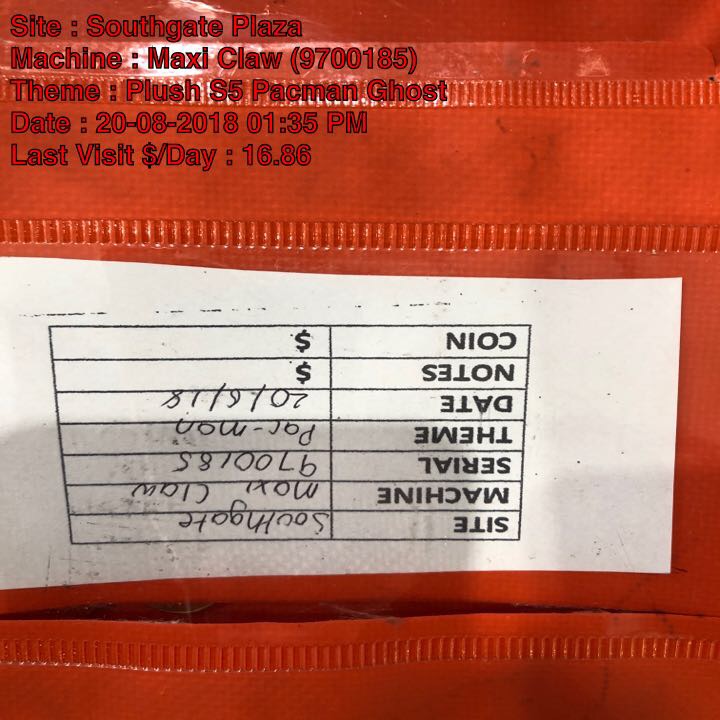 Site : Southgate Plaza
Machine : Maxi Claw (9700185)
Theme : Plush S5 Pacman Ghost
Date : 20-08-2018 01:35 PM
Last Visit $/Day : 16.86
SITE Southgate
MACHINE Maxi Claw
SERIAL 9700185
THEME Pac-man
DATE 20/8/18
NOTES $
COIN $